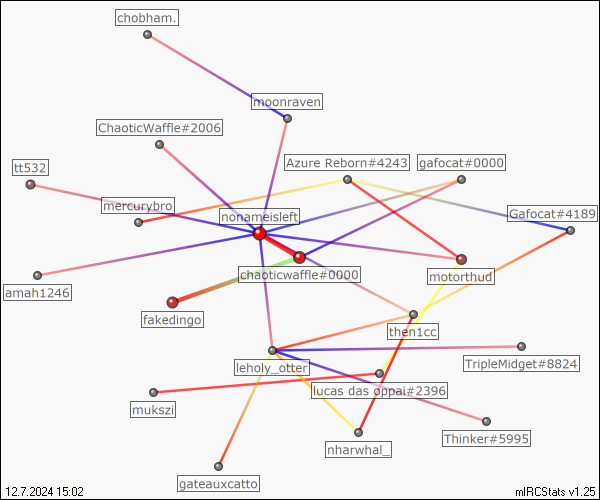 chobham.
moonraven
ChaoticWaffle#2006
Azure Reborn#4243
gafocat#0000
tt532
mercurybro
nonameisleft
Gafocat#4189
chaoticwaffle#0000
motorthud
amah1246
fakedingo
then1cc
leholy_otter
TripleMidget#8824
lucas das oppai#2396
mukszi
Thinker#5995
nharwhal_
gateauxcatto
12.7.2024 15:02
mIRCStats v1.25